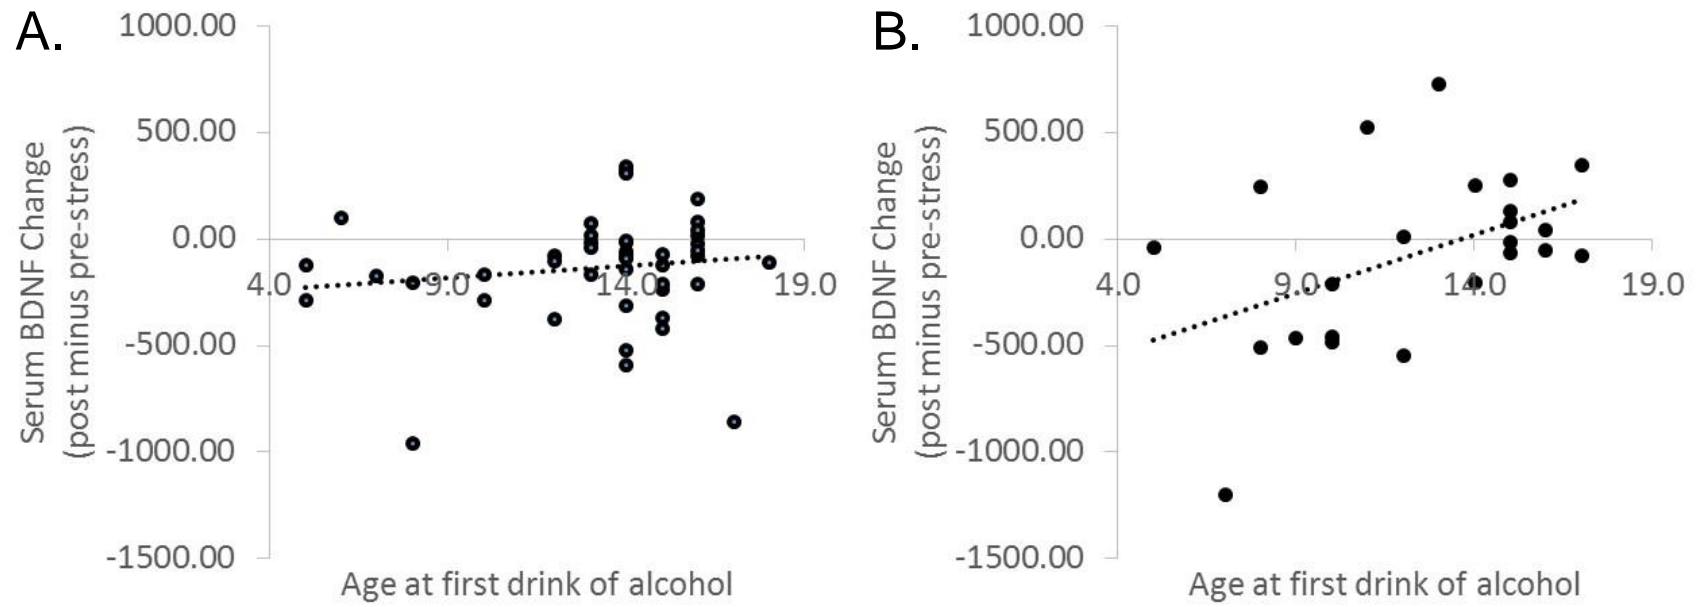 A.
1000.00
500.00
0.00
-500.00
-1000.00
-1500.00
4.0 9.0 14.0 19.0
Serum BDNF Change
(post minus pre-stress)
Age at first drink of alcohol
B.
1000.00
500.00
0.00
-500.00
-1000.00
-1500.00
4.0 9.0 14.0 19.0
Serum BDNF Change
(post minus pre-stress)
Age at first drink of alcohol